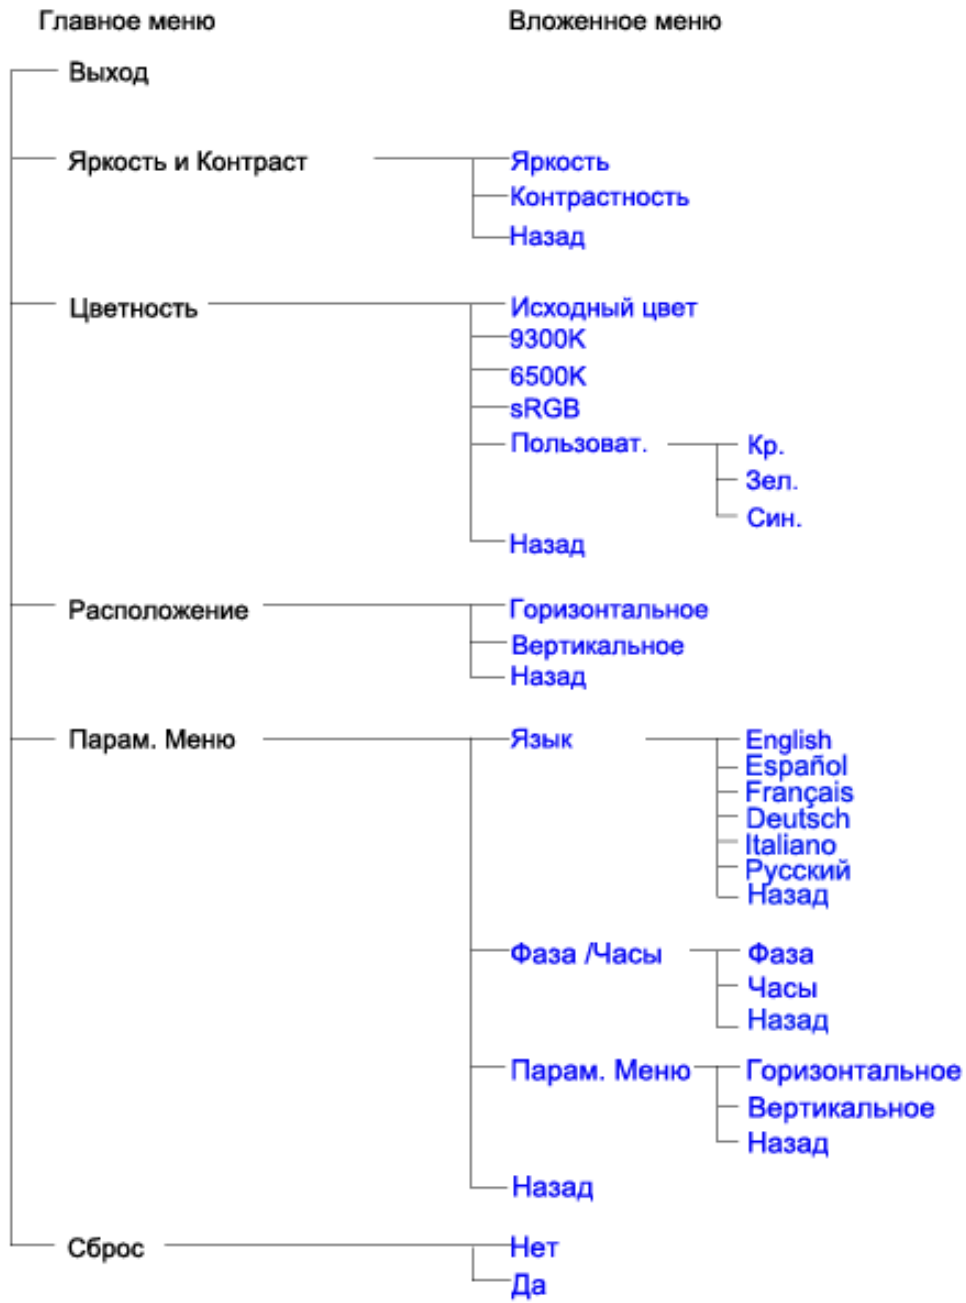 Главное меню Вложенное меню
Выход
Яркость и Контраст Яркость
Контрастность
Назад
Цветность Исходный цвет
9300K
6500K
sRGB
Пользоват. Кр.
Зел.
Син.
Назад
Расположение Горизонтальное
Вертикальное
Назад
Парам. Меню Язык English
Español
Français
Deutsch
Italiano
Русский
Назад
Фаза /Часы Фаза
Часы
Назад
Парам. Меню Горизонтальное
Вертикальное
Назад
Назад
Сброс Нет
Да